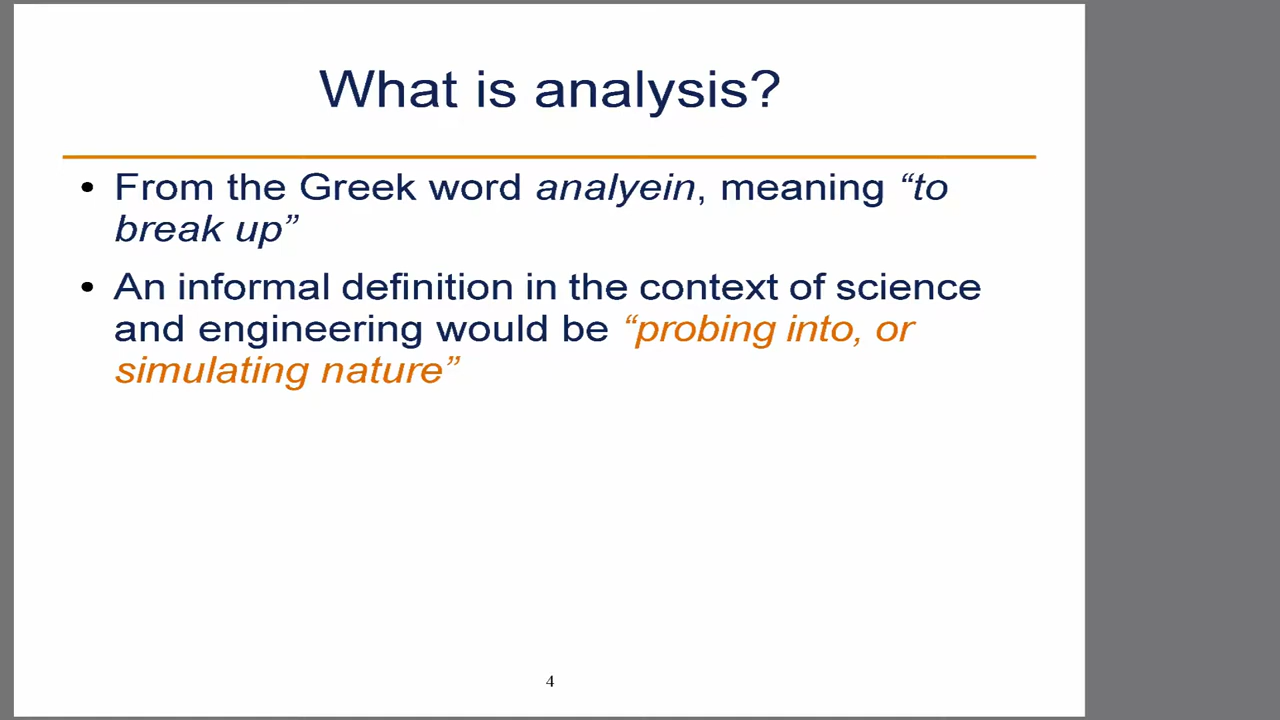 What is analysis?
• From the Greek word analyein, meaning “to
break up”
• An informal definition in the context of science
and engineering would be “probing into, or
simulating nature”
4